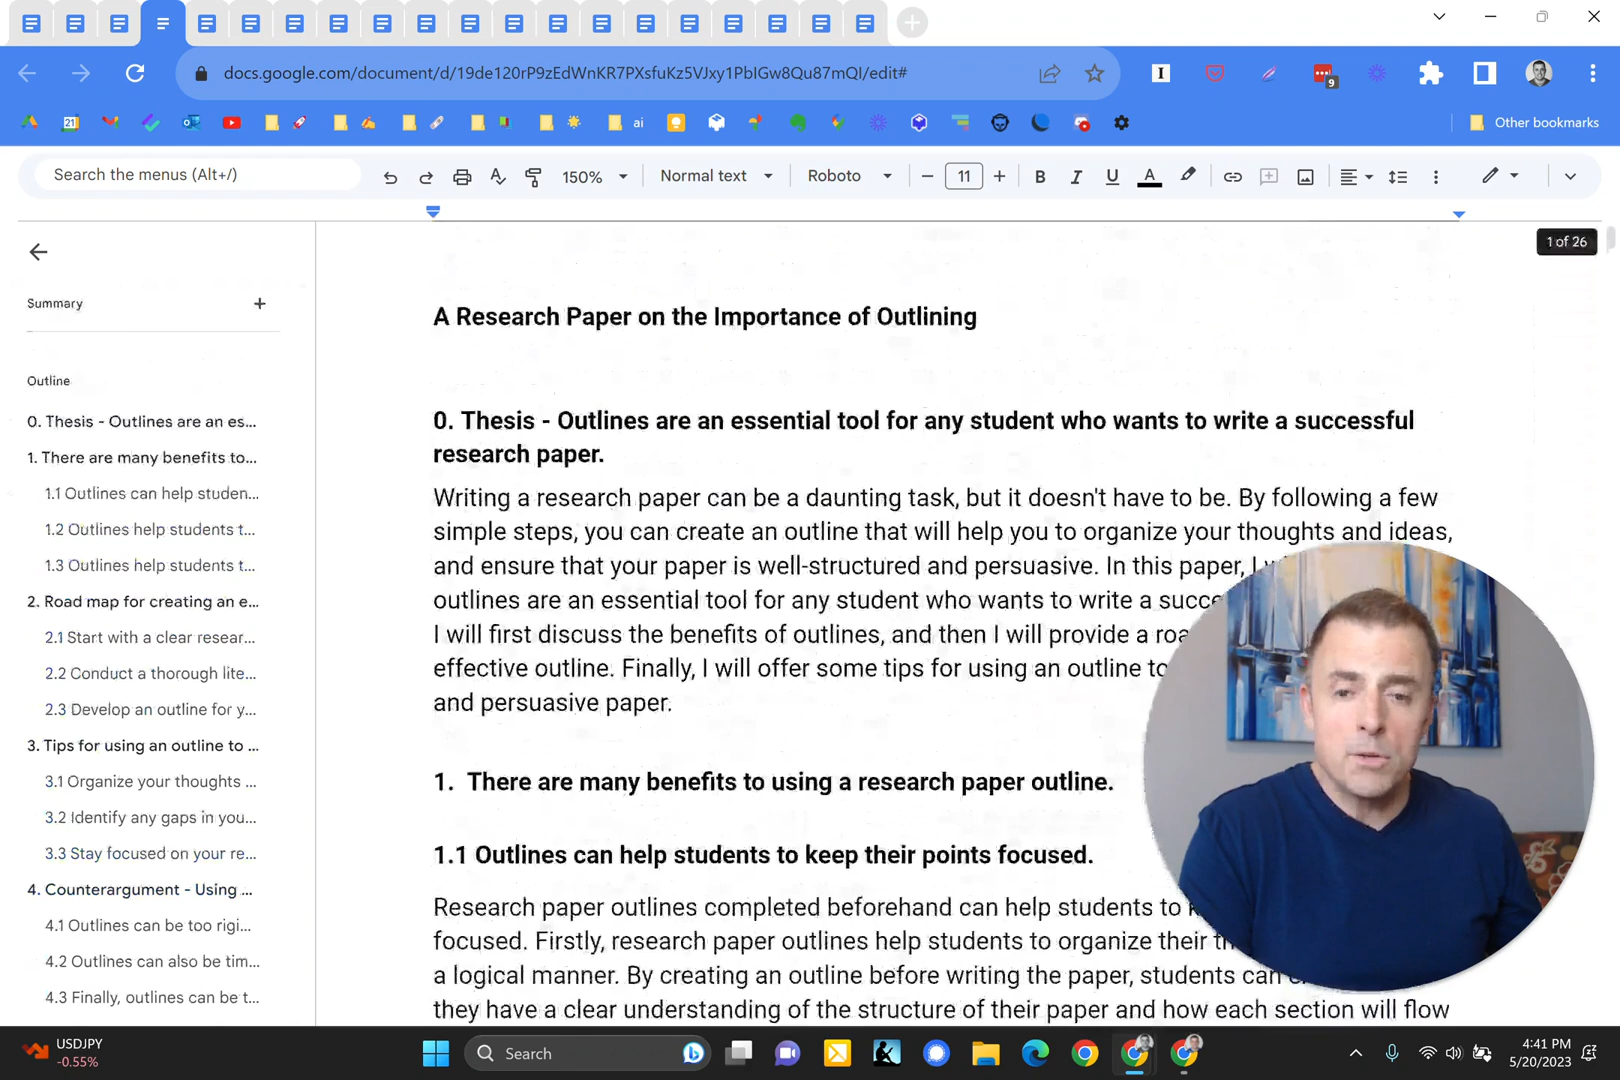 docs.google.com/document/d/19de120rP9zEdWnKR7PXsfuKz5VJxy1PbIGw8Qu87mQI/edit#
9
21
ai
Other bookmarks
Search the menus (Alt+/)
150%
Normal text
Roboto
11
B
I
U
A
1 of 26
Summary
Outline
0. Thesis - Outlines are an es...
1. There are many benefits to...
1.1 Outlines can help studen...
1.2 Outlines help students t...
1.3 Outlines help students t...
2. Road map for creating an e...
2.1 Start with a clear resear...
2.2 Conduct a thorough lite...
2.3 Develop an outline for y...
3. Tips for using an outline to ...
3.1 Organize your thoughts ...
3.2 Identify any gaps in you...
3.3 Stay focused on your re...
4. Counterargument - Using ...
4.1 Outlines can be too rigi...
4.2 Outlines can also be tim...
4.3 Finally, outlines can be t...
A Research Paper on the Importance of Outlining
0. Thesis - Outlines are an essential tool for any student who wants to write a successful
research paper.
Writing a research paper can be a daunting task, but it doesn't have to be. By following a few
simple steps, you can create an outline that will help you to organize your thoughts and ideas,
and ensure that your paper is well-structured and persuasive. In this paper, I
outlines are an essential tool for any student who wants to write a
I will first discuss the benefits of outlines, and then I will provide a
effective outline. Finally, I will offer some tips for using an outline to
and persuasive paper.
1. There are many benefits to using a research paper outline.
1.1 Outlines can help students to keep their points focused.
Research paper outlines completed beforehand can help students to
focused. Firstly, research paper outlines help students to organize their
a logical manner. By creating an outline before writing the paper, students can
they have a clear understanding of the structure of their paper and how each section will flow
USDJPY
-0.55%
Search
4:41 PM
5/20/2023